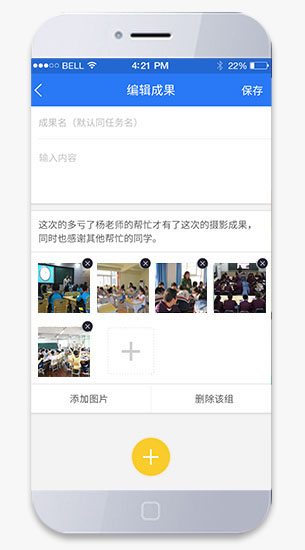 BELL 4:21 PM 22%
编辑成果 保存
成果名（默认同任务名）
输入内容
这次的多亏了杨老师的帮忙才有了这次的摄影成果，
同时也感谢其他帮忙的同学。
添加图片 删除该组